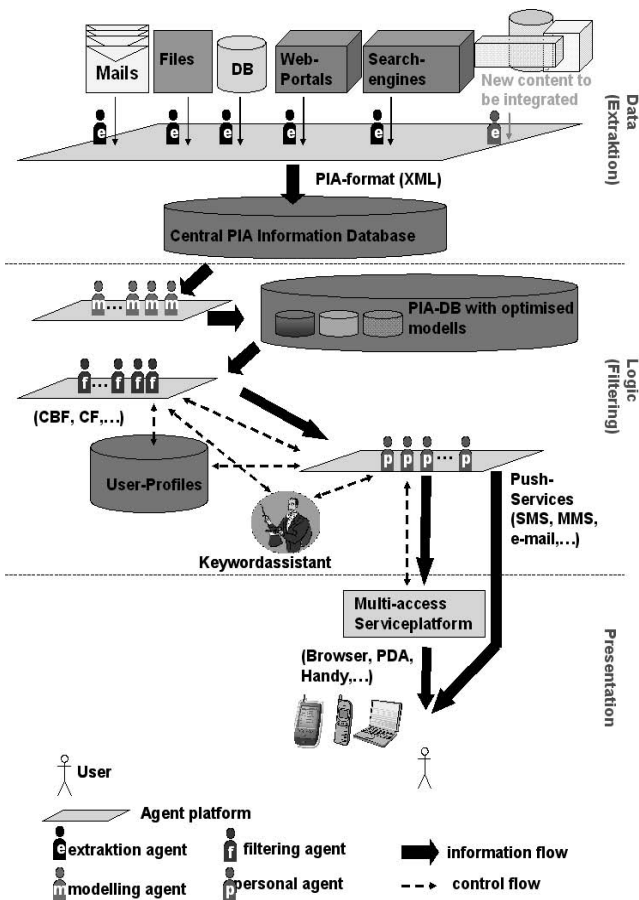 Mails
Files
DB
Web-
Portals
Search-
engines
New content to
be integrated
e
e
e
e
e
e
Data
(Extraktion)
PIA-format (XML)
Central PIA Information Database
m...m m m
PIA-DB with optimised
modells
f...f f f
(CBF, CF,...)
Logic
(Filtering)
User-Profiles
p p p...p
Keywordassistant
Push-
Services
(SMS, MMS,
e-mail,...)
Multi-access
Serviceplatform
(Browser, PDA,
Handy,...)
Presentation
User
Agent platform
e extraktion agent
f filtering agent
information flow
m modelling agent
p personal agent
control flow